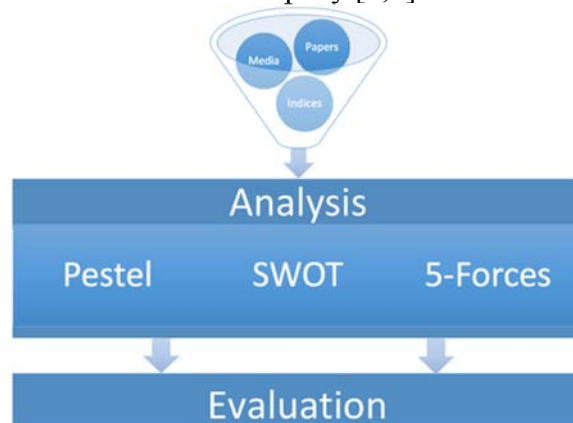 Papers
Media
Indices
Analysis
Pestel SWOT 5-Forces
Evaluation